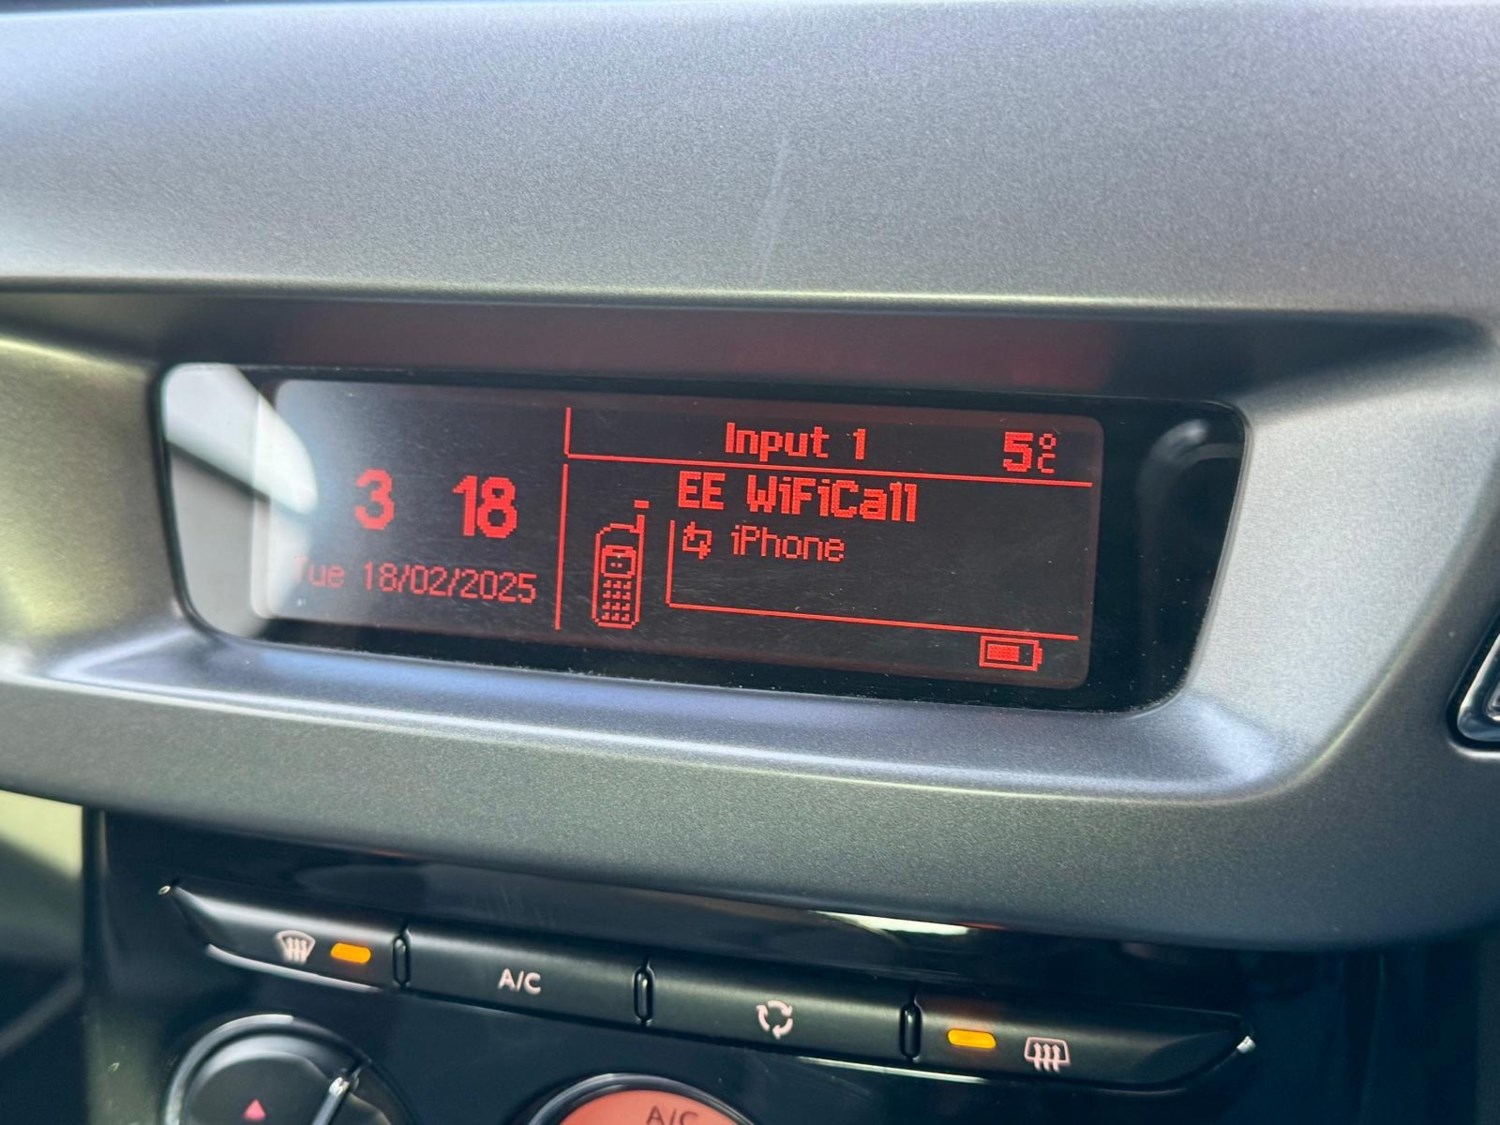 Input 1 5°C
3 18
EE WiFiCall
iPhone
Tue 18/02/2025
A/C
A/C